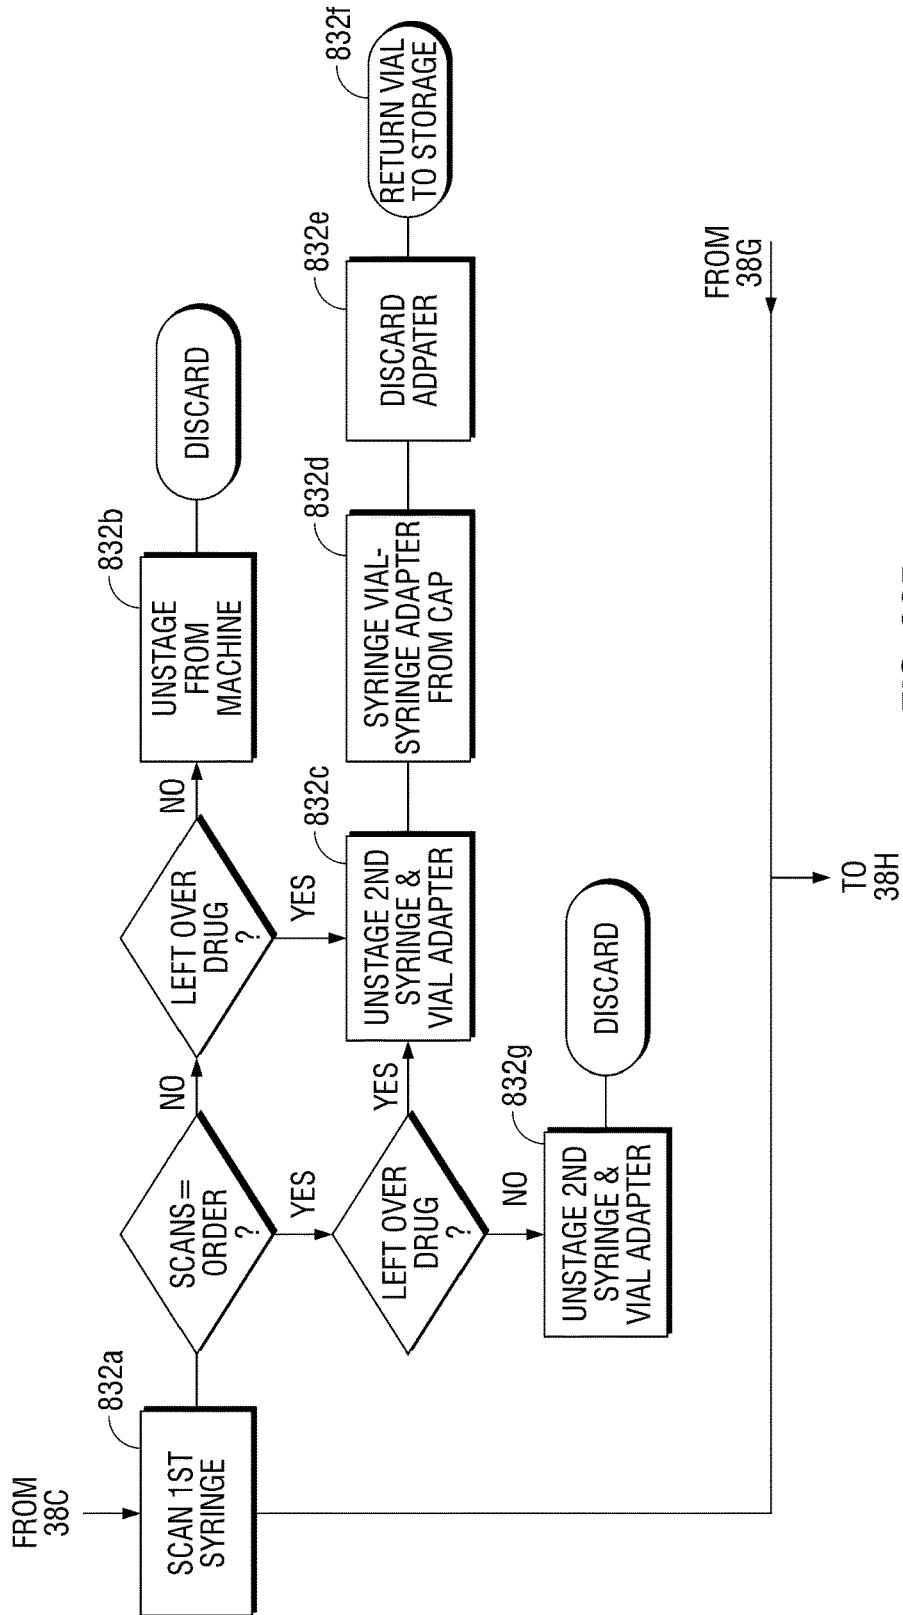 FROM
38C
832a
SCAN 1ST
SYRINGE
SCANS=
ORDER
?
NO
LEFT OVER
DRUG
?
NO
832b
UNSTAGE
FROM
MACHINE
DISCARD
YES
YES
LEFT OVER
DRUG
?
YES
832c
UNSTAGE 2ND
SYRINGE &
VIAL ADAPTER
832d
SYRINGE VIAL-
SYRINGE ADAPTER
FROM CAP
832e
DISCARD
ADPATER
832f
RETURN VIAL
TO STORAGE
NO
832g
UNSTAGE 2ND
SYRINGE &
VIAL ADAPTER
DISCARD
FROM
38G
TO
38H